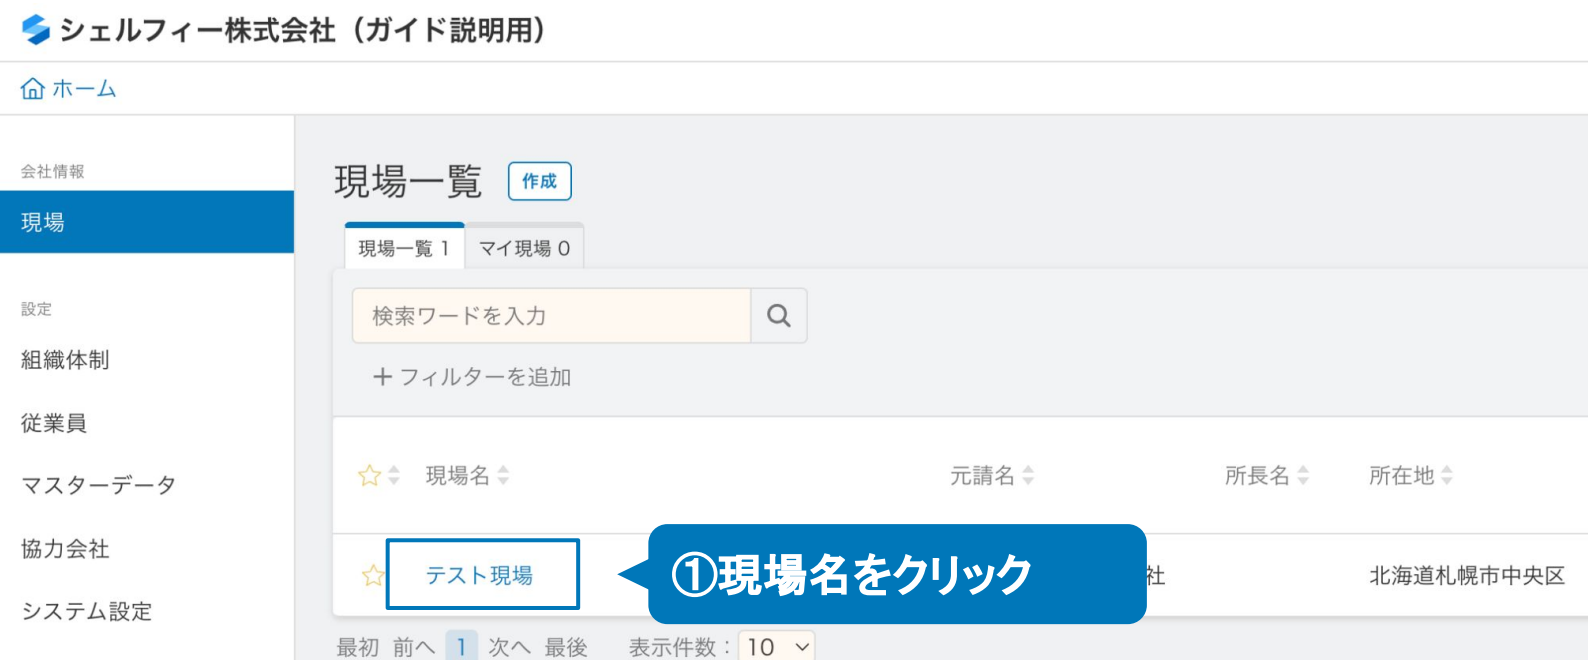 シェルフィー株式会社（ガイド説明用）
ホーム
会社情報
現場
設定
組織体制
従業員
マスターデータ
協力会社
システム設定
現場一覧 作成
現場一覧 1 マイ現場 0
検索ワードを入力
＋フィルターを追加
現場名 元請名 所長名 所在地
テスト現場 ①現場名をクリック 社 北海道札幌市中央区
最初 前へ 1 次へ 最後 表示件数： 10